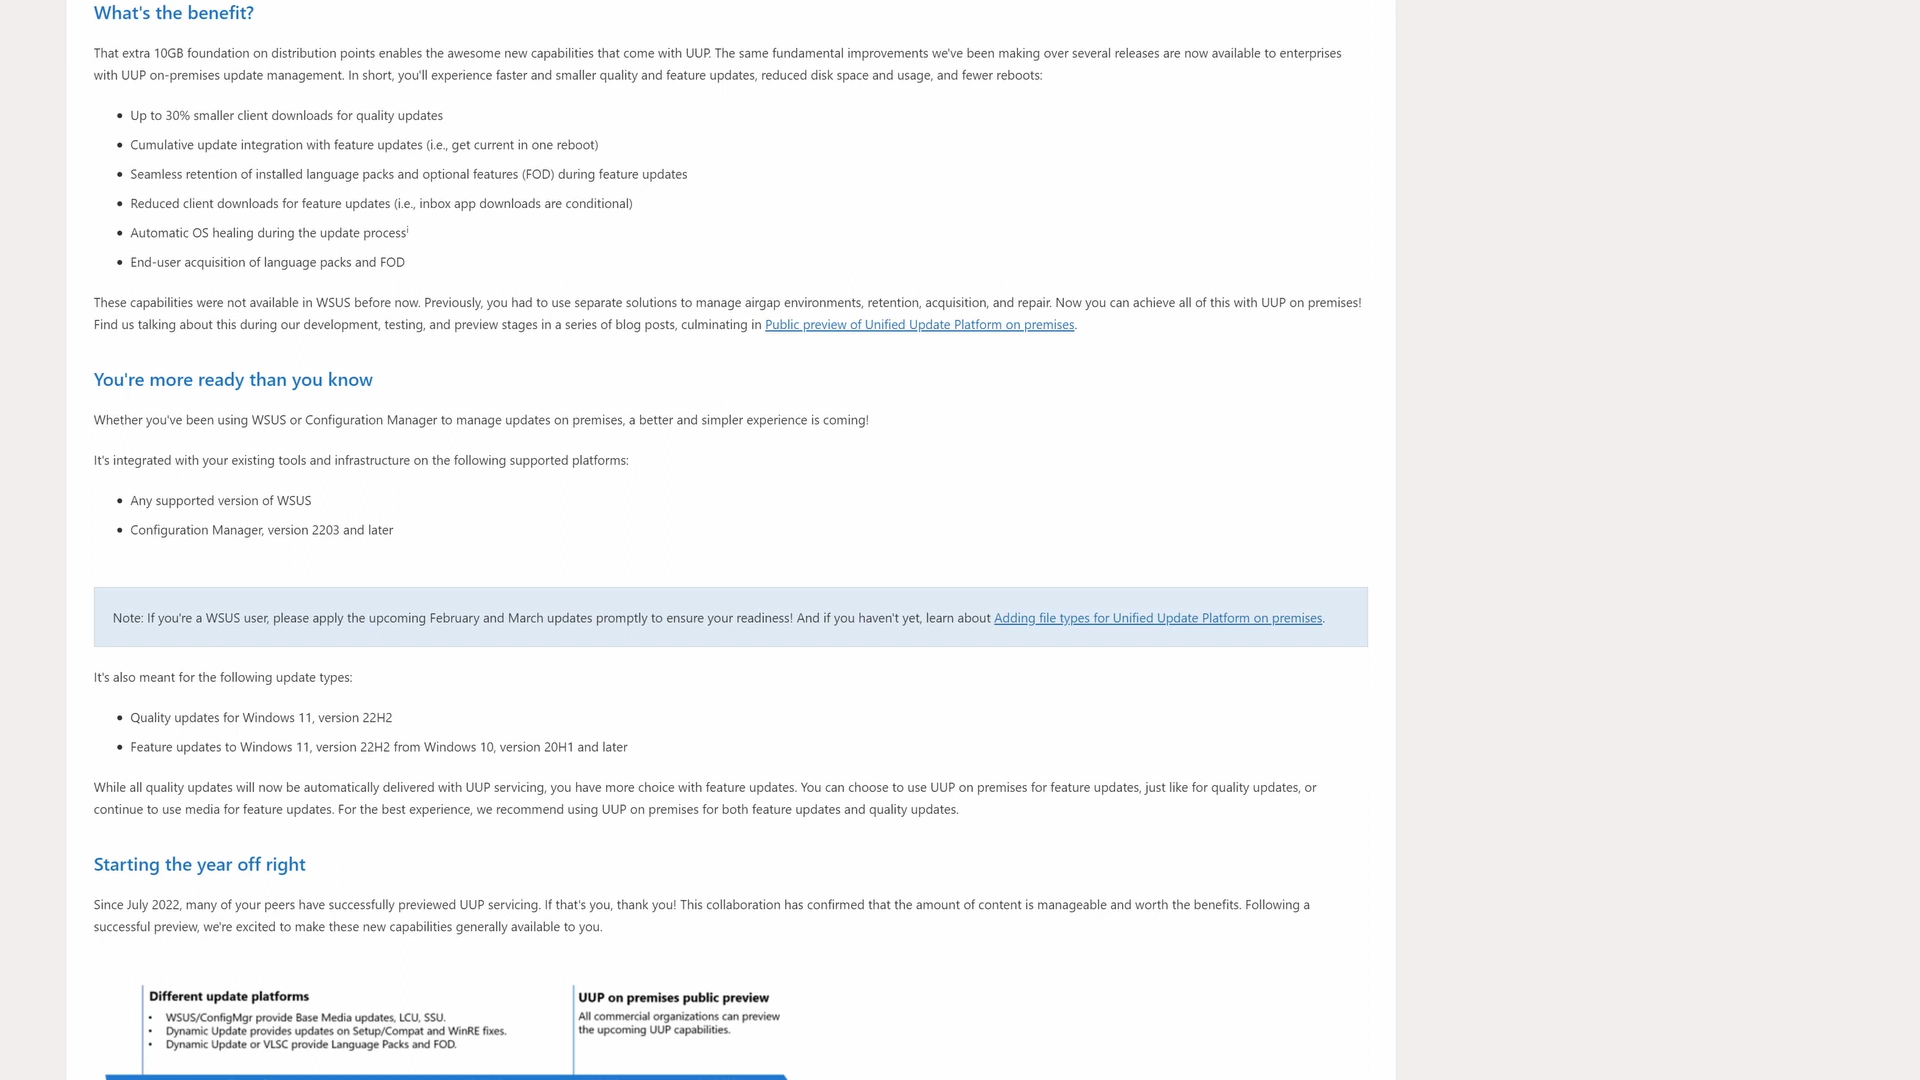 What's the benefit?
That extra 10GB foundation on distribution points enables the awesome new capabilities that come with UUP. The same fundamental improvements we've been making over several releases are now available to enterprises
with UUP on-premises update management. In short, you'll experience faster and smaller quality and feature updates, reduced disk space and usage, and fewer reboots:
• Up to 30% smaller client downloads for quality updates
• Cumulative update integration with feature updates (i.e., get current in one reboot)
• Seamless retention of installed language packs and optional features (FOD) during feature updates
• Reduced client downloads for feature updates (i.e., inbox app downloads are conditional)
• Automatic OS healing during the update processⁱ
• End-user acquisition of language packs and FOD
These capabilities were not available in WSUS before now. Previously, you had to use separate solutions to manage airgap environments, retention, acquisition, and repair. Now you can achieve all of this with UUP on premises!
Find us talking about this during our development, testing, and preview stages in a series of blog posts, culminating in Public preview of Unified Update Platform on premises.
You're more ready than you know
Whether you've been using WSUS or Configuration Manager to manage updates on premises, a better and simpler experience is coming!
It's integrated with your existing tools and infrastructure on the following supported platforms:
• Any supported version of WSUS
• Configuration Manager, version 2203 and later
Note: If you're a WSUS user, please apply the upcoming February and March updates promptly to ensure your readiness! And if you haven't yet, learn about Adding file types for Unified Update Platform on premises.
It's also meant for the following update types:
• Quality updates for Windows 11, version 22H2
• Feature updates to Windows 11, version 22H2 from Windows 10, version 20H1 and later
While all quality updates will now be automatically delivered with UUP servicing, you have more choice with feature updates. You can choose to use UUP on premises for feature updates, just like for quality updates, or
continue to use media for feature updates. For the best experience, we recommend using UUP on premises for both feature updates and quality updates.
Starting the year off right
Since July 2022, many of your peers have successfully previewed UUP servicing. If that's you, thank you! This collaboration has confirmed that the amount of content is manageable and worth the benefits. Following a
successful preview, we're excited to make these new capabilities generally available to you.
Different update platforms
• WSUS/ConfigMgr provide Base Media updates, LCU, SSU.
• Dynamic Update provides updates on Setup/Compat and WinRE fixes.
• Dynamic Update or VLSC provide Language Packs and FOD.
UUP on premises public preview
All commercial organizations can preview
the upcoming UUP capabilities.